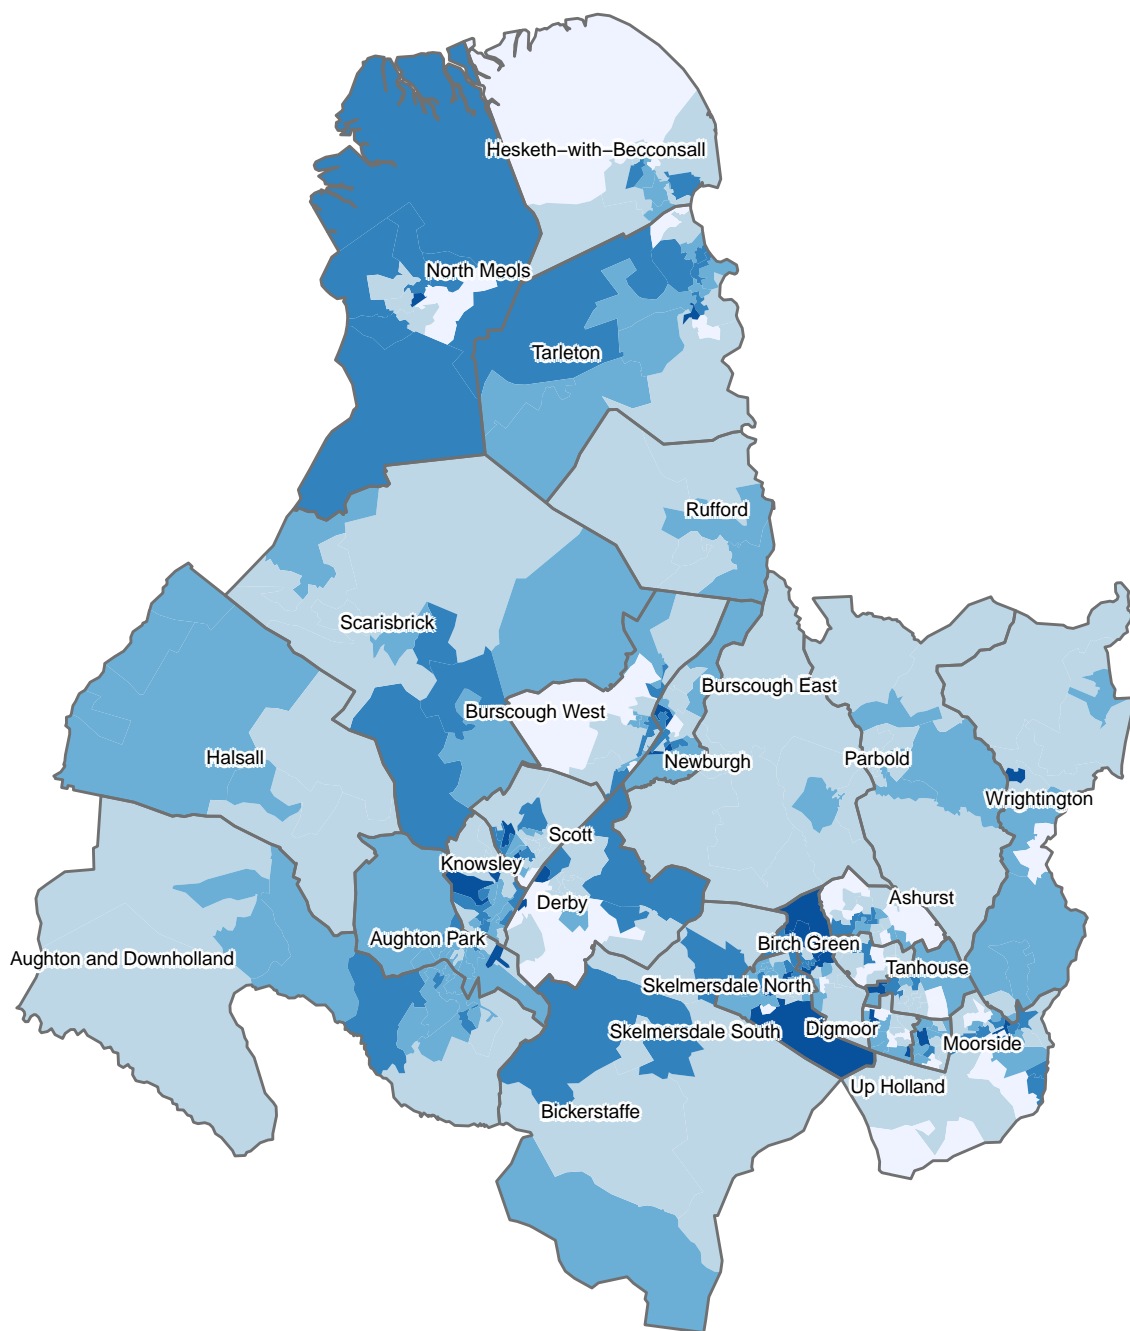 Hesketh−with−Becconsall
North Meols
Tarleton
Rufford
Scarisbrick
Burscough East
Burscough West
Halsall
Newburgh
Parbold
Wrightington
Scott
Knowsley
Derby
Ashurst
Aughton Park
Birch Green
Aughton and Downholland
Tanhouse
Skelmersdale North
Skelmersdale South
Digmoor
Moorside
Up Holland
Bickerstaffe